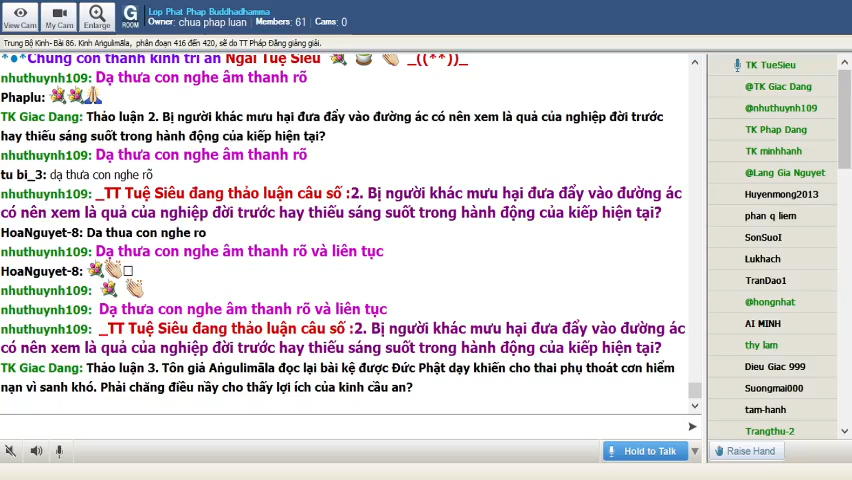 View Cam
My Cam
Enlarge
G
ROOM
Lop Phat Phap Buddhadhamma
Owner: chua phap luan Members: 61 Cams: 0
Trung Bộ Kinh- Bài 86. Kinh Aṅgulimāla, phân đoạn 416 đến 420, sẽ do TT Pháp Đăng giảng giải.
*•*Chúng con thành kính tri ân Ngài Tuệ Siêu _((**))_
nhuthuynh109: Dạ thưa con nghe âm thanh rõ
Phaplu:
TK Giac Dang: Thảo luận 2. Bị người khác mưu hại đưa đẩy vào đường ác có nên xem là quả của nghiệp đời trước
hay thiếu sáng suốt trong hành động của kiếp hiện tại?
nhuthuynh109: Dạ thưa con nghe âm thanh rõ
tu bi_3: dạ thưa con nghe rõ
nhuthuynh109: _TT Tuệ Siêu đang thảo luận câu số :2. Bị người khác mưu hại đưa đẩy vào đường ác
có nên xem là quả của nghiệp đời trước hay thiếu sáng suốt trong hành động của kiếp hiện tại?
HoaNguyet-8: Da thua con nghe ro
nhuthuynh109: Dạ thưa con nghe âm thanh rõ và liên tục
HoaNguyet-8:
nhuthuynh109:
nhuthuynh109: Dạ thưa con nghe âm thanh rõ và liên tục
nhuthuynh109: _TT Tuệ Siêu đang thảo luận câu số :2. Bị người khác mưu hại đưa đẩy vào đường ác
có nên xem là quả của nghiệp đời trước hay thiếu sáng suốt trong hành động của kiếp hiện tại?
TK Giac Dang: Thảo luận 3. Tôn giả Aṅgulimāla đọc lại bài kệ được Đức Phật dạy khiến cho thai phụ thoát cơn hiểm
nạn vì sanh khó. Phải chăng điều nầy cho thấy lợi ích của kinh cầu an?
Hold to Talk
TK TueSieu
@TK Giac Dang
@nhuthuynh109
TK Phap Dang
TK minhhanh
@Lang Gia Nguyet
Huyenmong2013
phan q liem
SonSuoI
Lukhach
TranDao1
@hongnhat
AI MINH
thy lam
Dieu Giac 999
Suongmai000
tam-hanh
Trangthu-2
Raise Hand